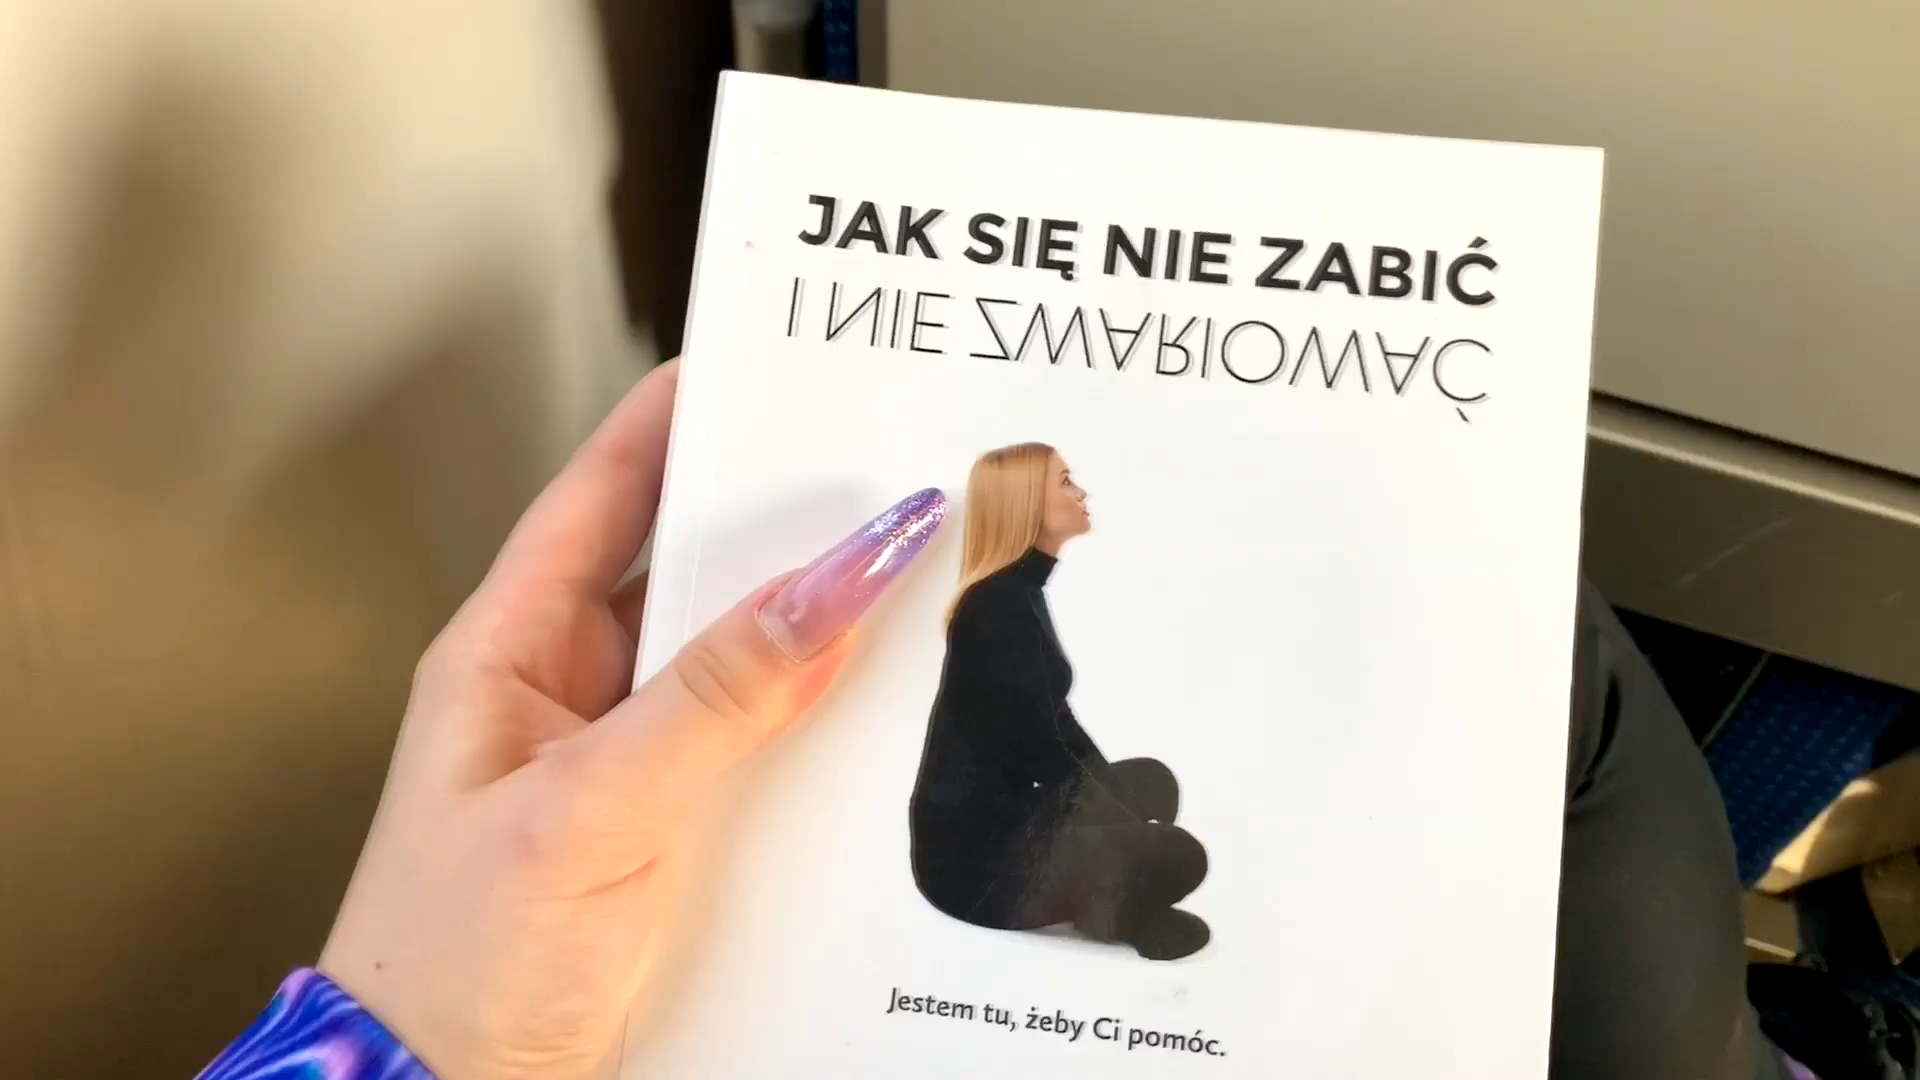 JAK SIĘ NIE ZABIĆ
I NIE ZWARIOWAĆ
Jestem tu, żeby Ci pomóc.